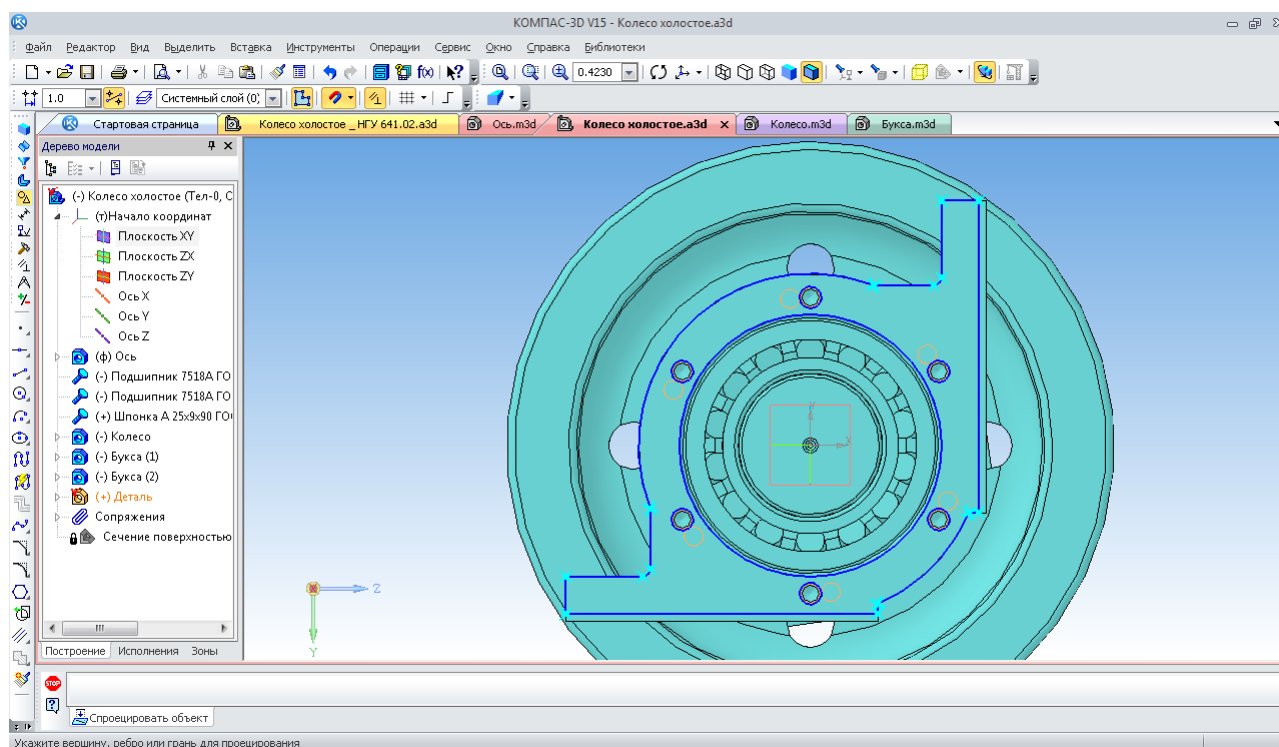 КОМПАС-3D V15 - Колесо холостое.a3d
Файл Редактор Вид Выделить Вставка Инструменты Операции Сервис Окно Справка Библиотеки
0.4230
1.0 Системный слой (0;
Стартовая страница Колесо холостое _ НГУ 641.02.a3d Ось.m3d Колесо холостое.a3d Колесо.m3d Букса.m3d
Дерево модели
(-) Колесо холостое (Тел-0, С
(т)Начало координат
Плоскость XY
Плоскость ZX
Плоскость ZY
Ось X
Ось Y
Ось Z
(ф) Ось
(-) Подшипник 7518А ГО
(-) Подшипник 7518А ГО
(+) Шпонка А 25х9х90 ГО
(-) Колесо
(-) Букса (1)
(-) Букса (2)
(+) Деталь
Сопряжения
Сечение поверхностью
Y
X
Z
Y
Построение Исполнения Зоны
STOP
Спроецировать объект
Укажите вершину, ребро или грань для проецирования